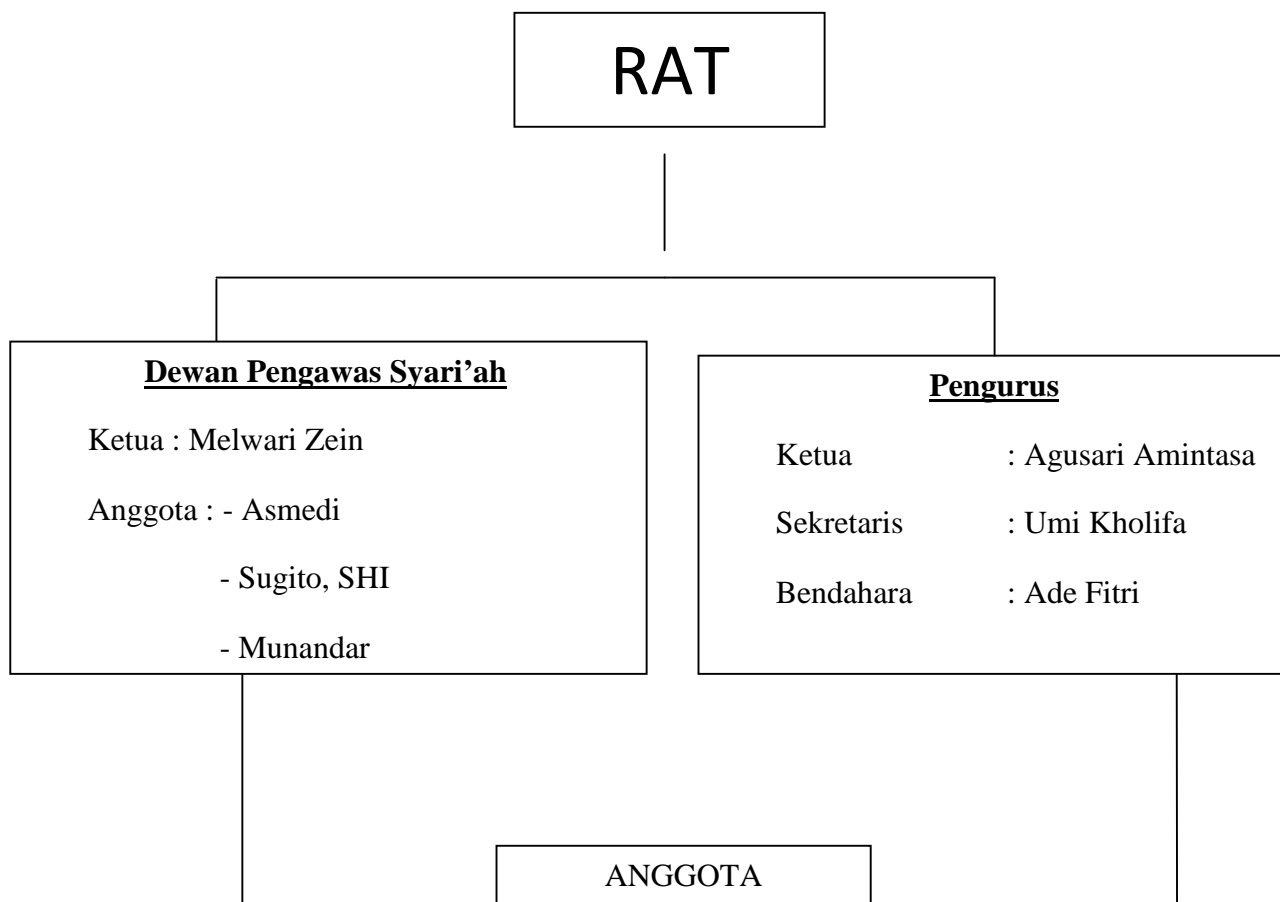 RAT
Dewan Pengawas Syari’ah
Ketua : Melwari Zein
Anggota : - Asmedi
- Sugito, SHI
- Munandar
Pengurus
Ketua : Agusari Amintasa
Sekretaris : Umi Kholifa
Bendahara : Ade Fitri
ANGGOTA